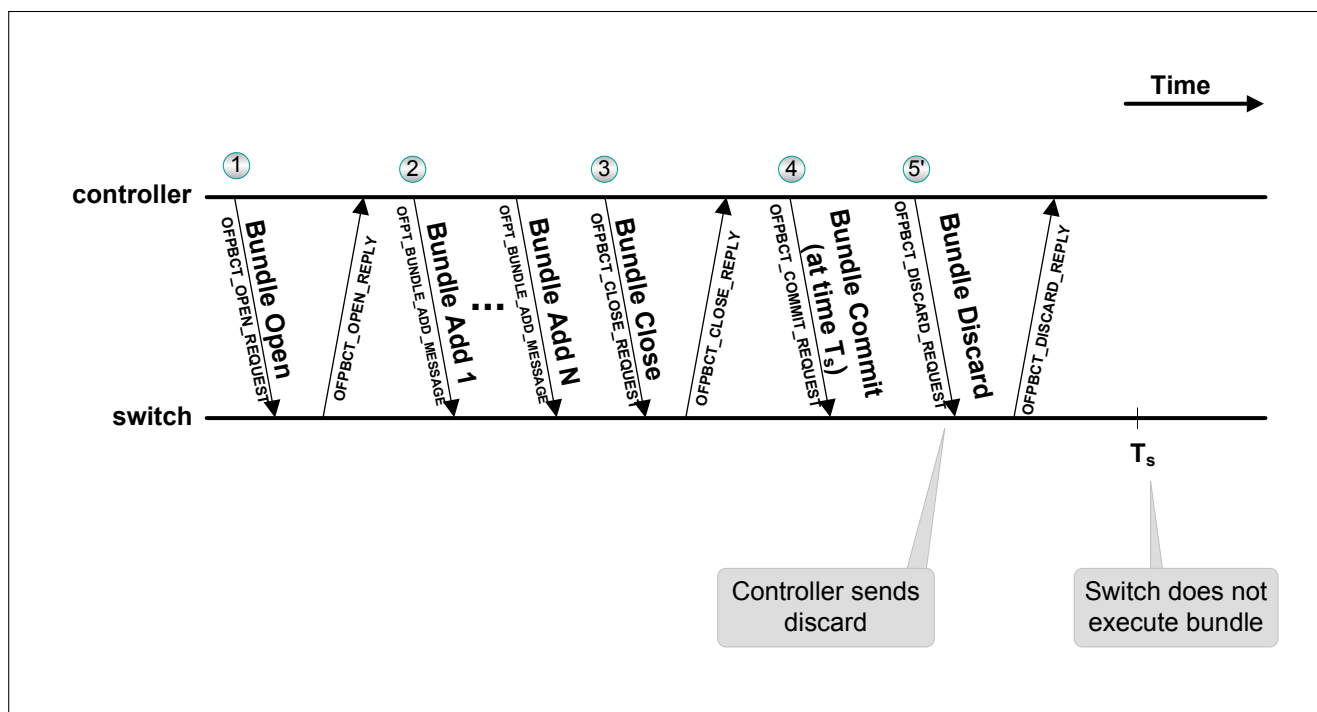 Time
1
2
3
4
5'
controller
OFPBCT_OPEN_REQUEST
Bundle Open
OFPBCT_OPEN_REPLY
OFPT_BUNDLE_ADD_MESSAGE
Bundle Add 1
...
OFPT_BUNDLE_ADD_MESSAGE
Bundle Add N
OFPBCT_CLOSE_REQUEST
Bundle Close
OFPBCT_CLOSE_REPLY
OFPBCT_COMMIT_REQUEST
Bundle Commit
(at time Ts)
OFPBCT_DISCARD_REQUEST
Bundle Discard
OFPBCT_DISCARD_REPLY
switch
Ts
Controller sends
discard
Switch does not
execute bundle